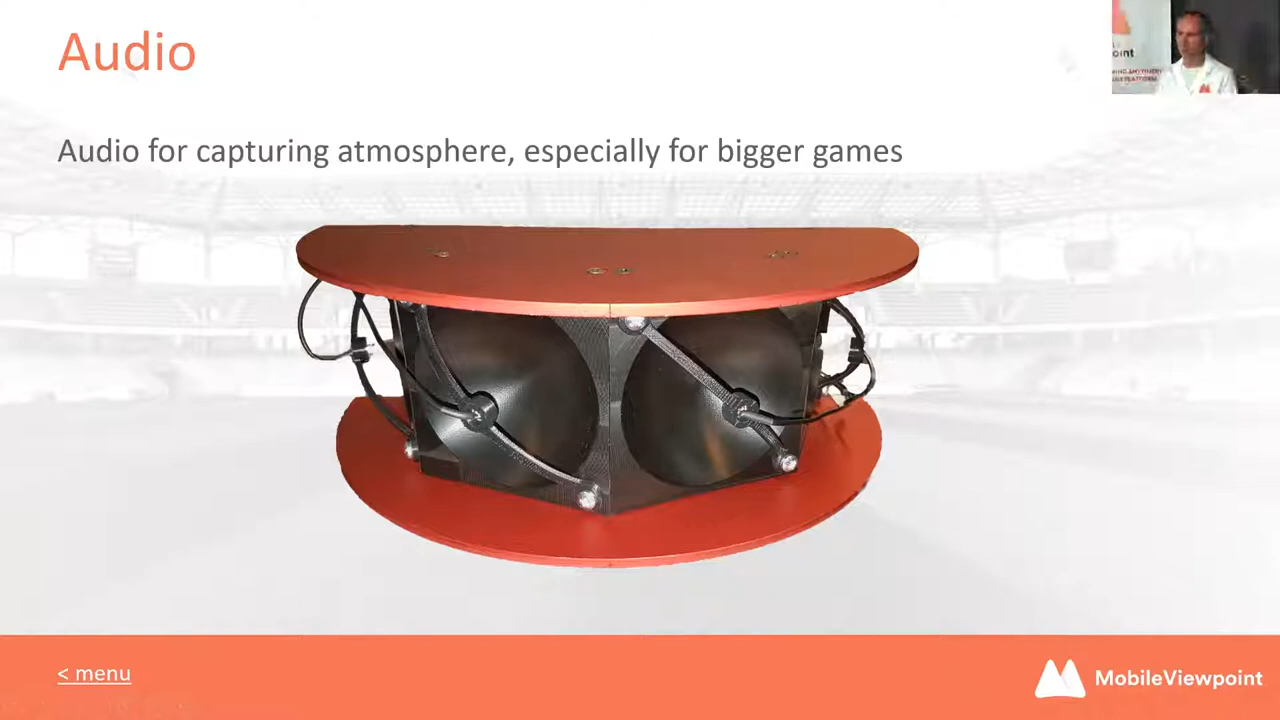 Audio
Audio for capturing atmosphere, especially for bigger games
< menu
MobileViewpoint